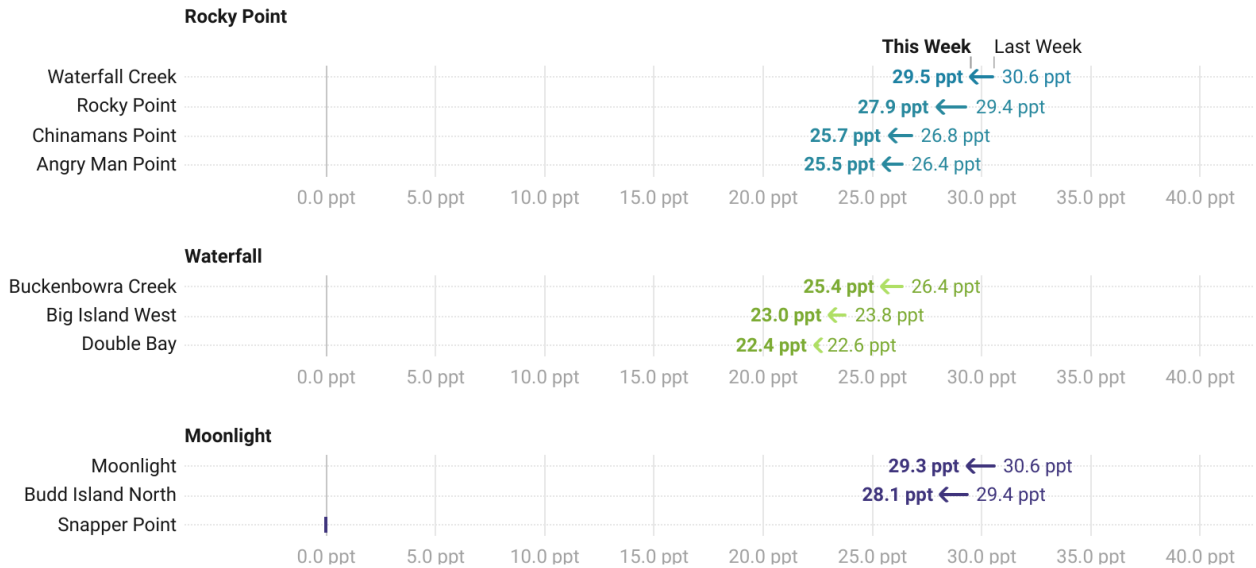 Rocky Point
This Week Last Week
Waterfall Creek 29.5 ppt 30.6 ppt
Rocky Point 27.9 ppt 29.4 ppt
Chinamans Point 25.7 ppt 26.8 ppt
Angry Man Point 25.5 ppt 26.4 ppt
0.0 ppt 5.0 ppt 10.0 ppt 15.0 ppt 20.0 ppt 25.0 ppt 30.0 ppt 35.0 ppt 40.0 ppt
Waterfall
Buckenbowra Creek 25.4 ppt 26.4 ppt
Big Island West 23.0 ppt 23.8 ppt
Double Bay 22.4 ppt 22.6 ppt
0.0 ppt 5.0 ppt 10.0 ppt 15.0 ppt 20.0 ppt 25.0 ppt 30.0 ppt 35.0 ppt 40.0 ppt
Moonlight
Moonlight 29.3 ppt 30.6 ppt
Budd Island North 28.1 ppt 29.4 ppt
Snapper Point
0.0 ppt 5.0 ppt 10.0 ppt 15.0 ppt 20.0 ppt 25.0 ppt 30.0 ppt 35.0 ppt 40.0 ppt